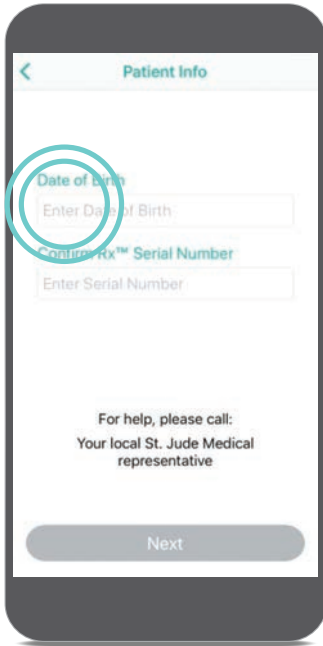 Patient Info
Date of Birth
Enter Date of Birth
Confirm Rx™ Serial Number
Enter Serial Number
For help, please call:
Your local St. Jude Medical
representative
Next